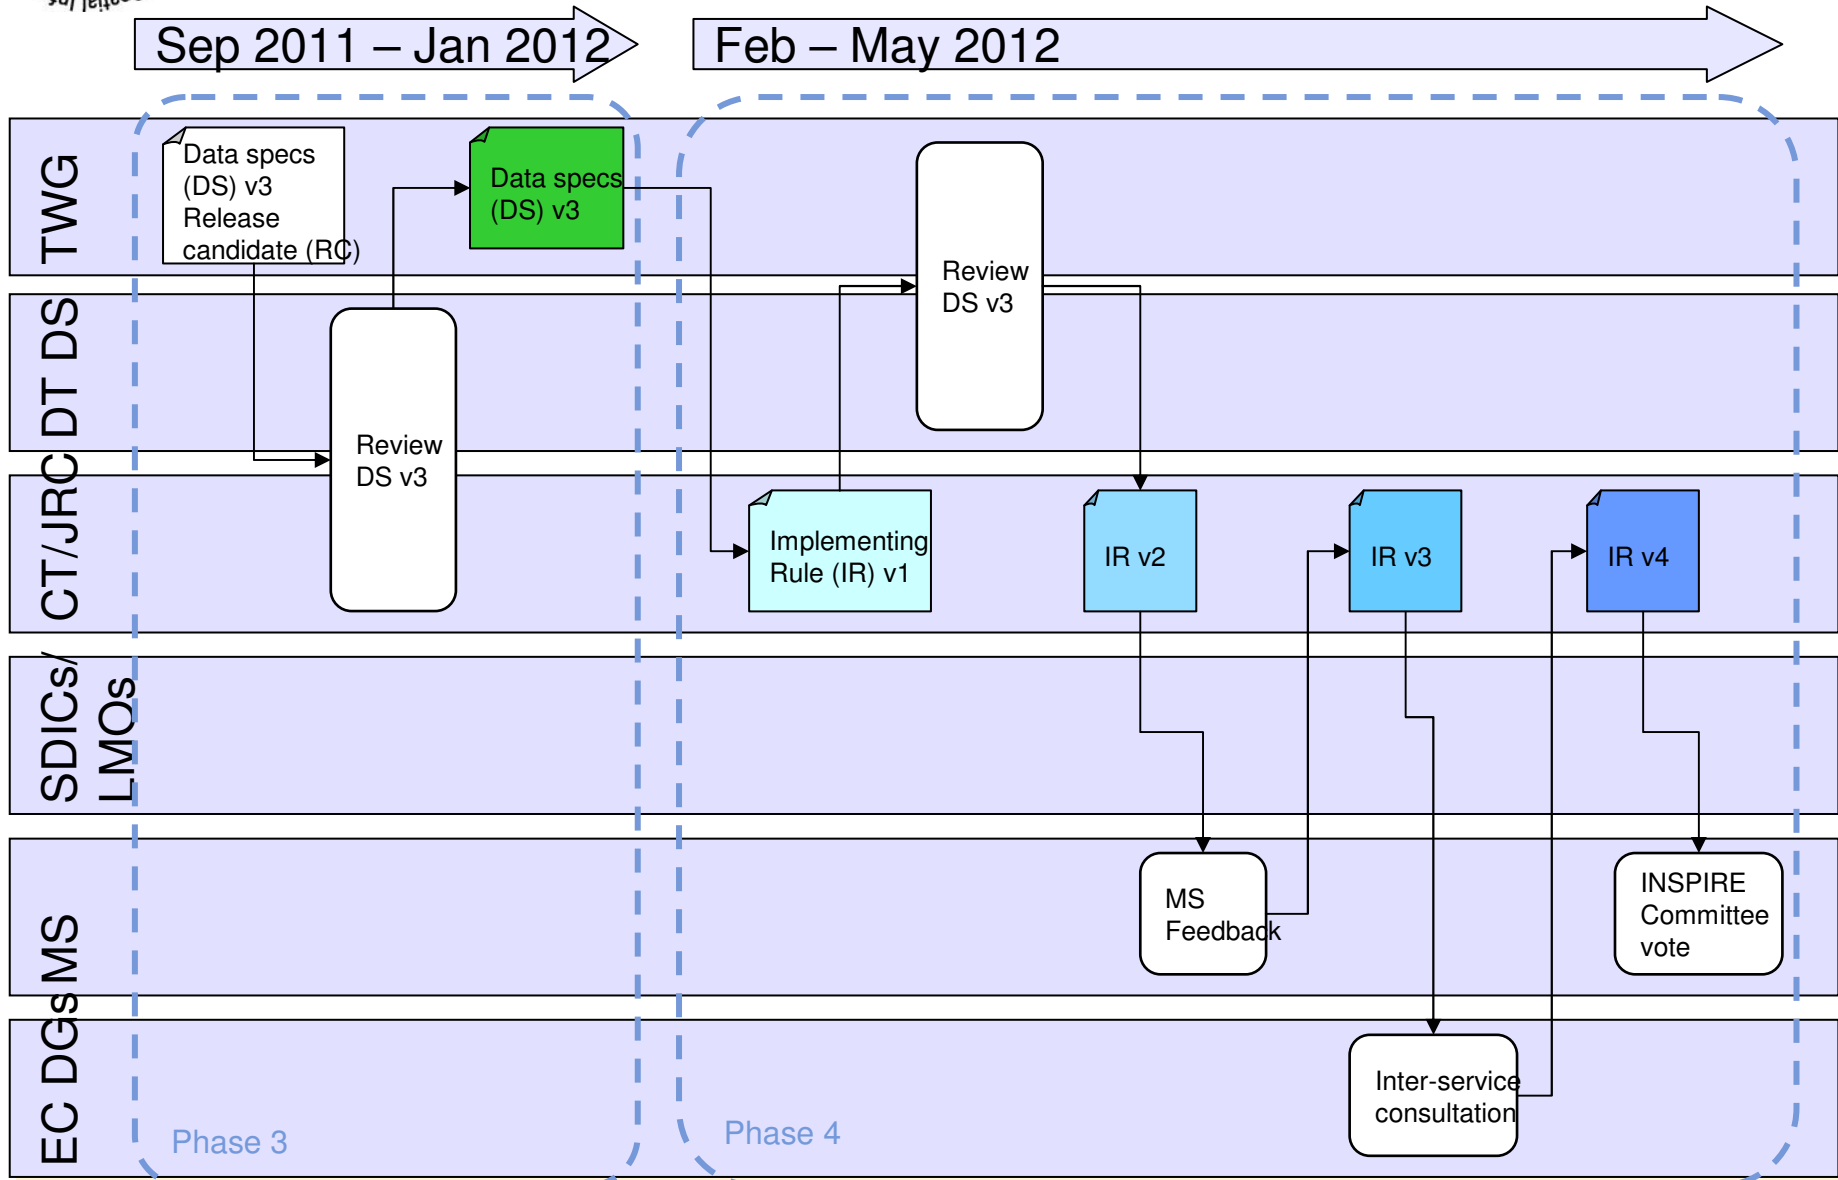 Sep 2011 – Jan 2012
Feb – May 2012
TWG
Data specs
(DS) v3
Release
candidate (RC)
Data specs
(DS) v3
Review
DS v3
DT DS
Review
DS v3
CT/JRC
Implementing
Rule (IR) v1
IR v2
IR v3
IR v4
SDICs/
LMOs
MS
MS
Feedback
INSPIRE
Committee
vote
EC DGs
Inter-service
consultation
Phase 3
Phase 4